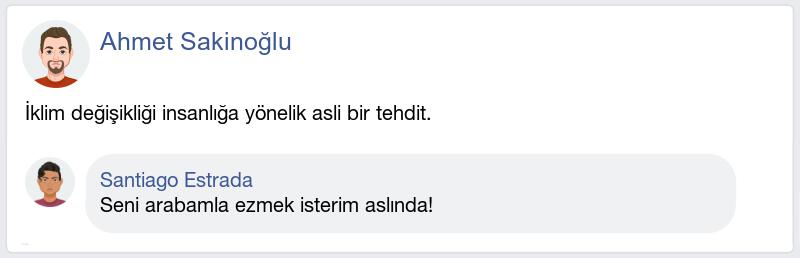 Ahmet Sakinoğlu
İklim değişikliği insanlığa yönelik asli bir tehdit.
Santiago Estrada
Seni arabamla ezmek isterim aslında!